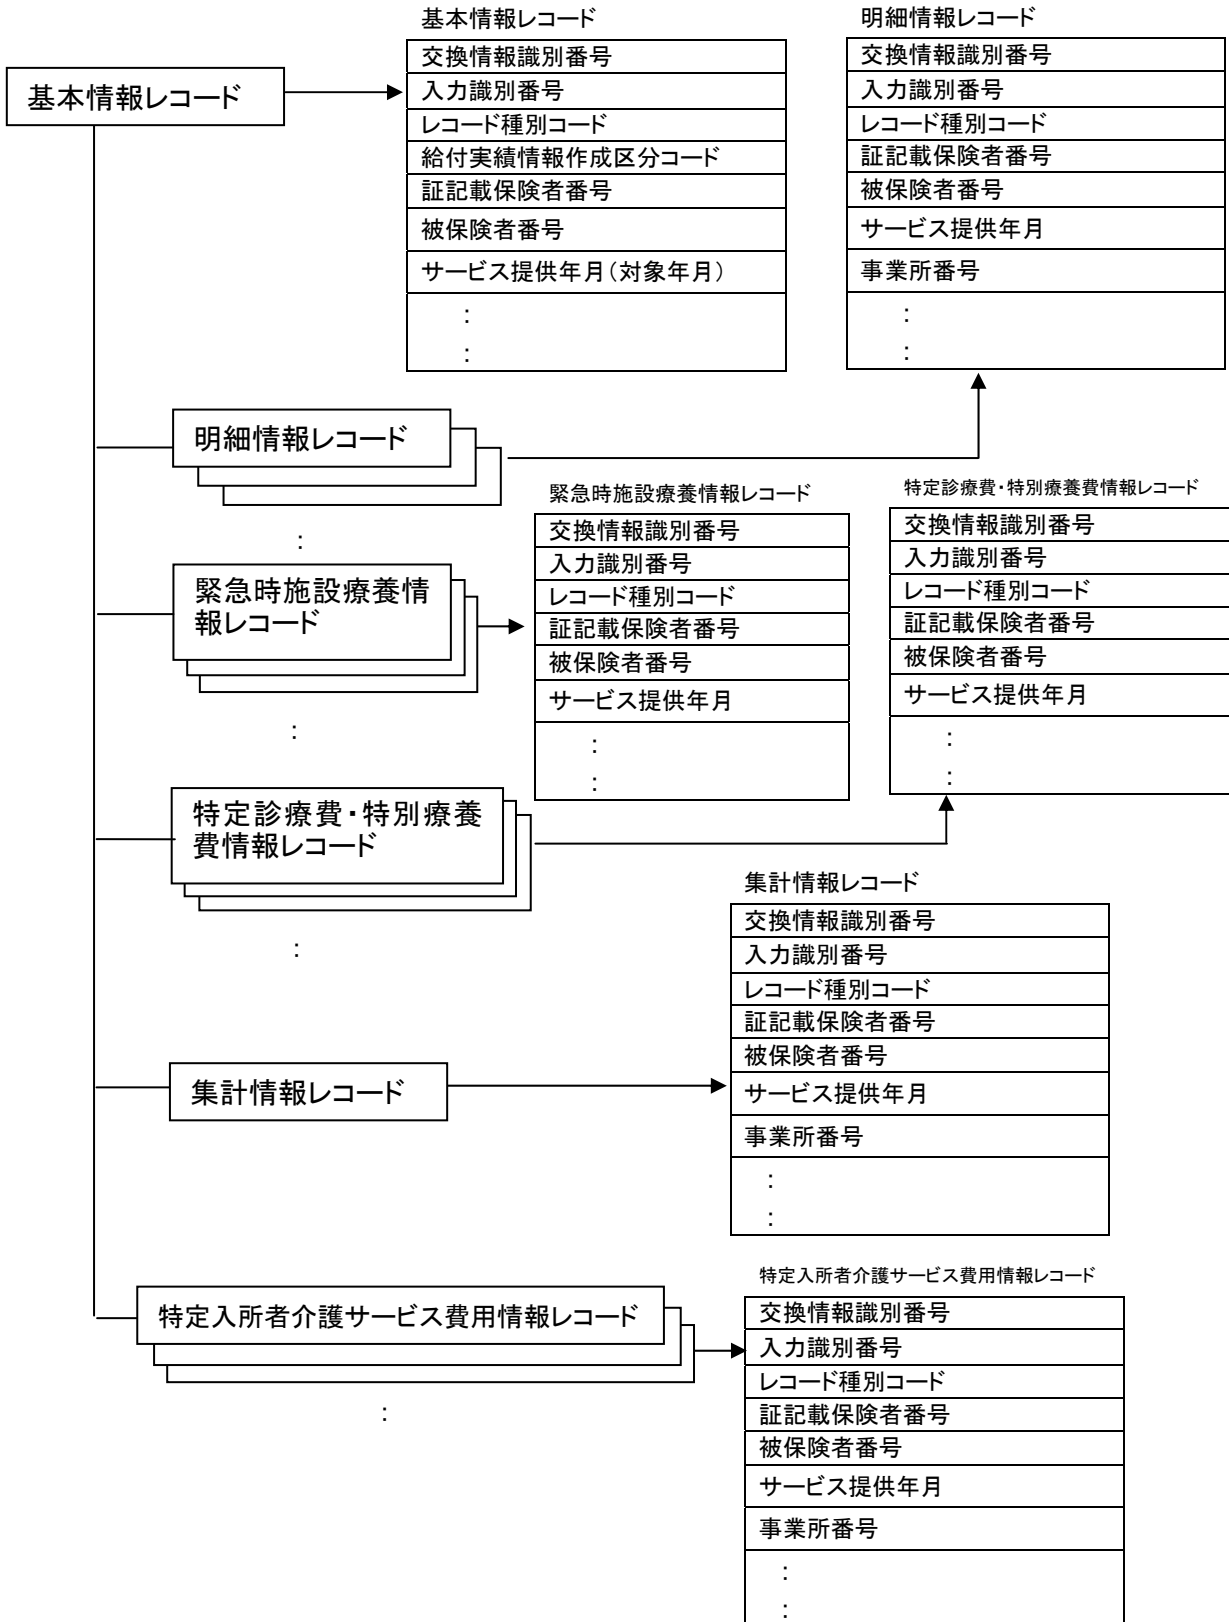 基本情報レコード
基本情報レコード
交換情報識別番号
入力識別番号
レコード種別コード
給付実績情報作成区分コード
証記載保険者番号
被保険者番号
サービス提供年月(対象年月)
:
:
明細情報レコード
交換情報識別番号
入力識別番号
レコード種別コード
証記載保険者番号
被保険者番号
サービス提供年月
事業所番号
:
:
明細情報レコード
:
緊急時施設療養情
報レコード
:
緊急時施設療養情報レコード
交換情報識別番号
入力識別番号
レコード種別コード
証記載保険者番号
被保険者番号
サービス提供年月
:
:
特定診療費・特別療養費情報レコード
交換情報識別番号
入力識別番号
レコード種別コード
証記載保険者番号
被保険者番号
サービス提供年月
:
:
特定診療費・特別療養
費情報レコード
:
集計情報レコード
集計情報レコード
交換情報識別番号
入力識別番号
レコード種別コード
証記載保険者番号
被保険者番号
サービス提供年月
事業所番号
:
:
特定入所者介護サービス費用情報レコード
:
特定入所者介護サービス費用情報レコード
交換情報識別番号
入力識別番号
レコード種別コード
証記載保険者番号
被保険者番号
サービス提供年月
事業所番号
:
: